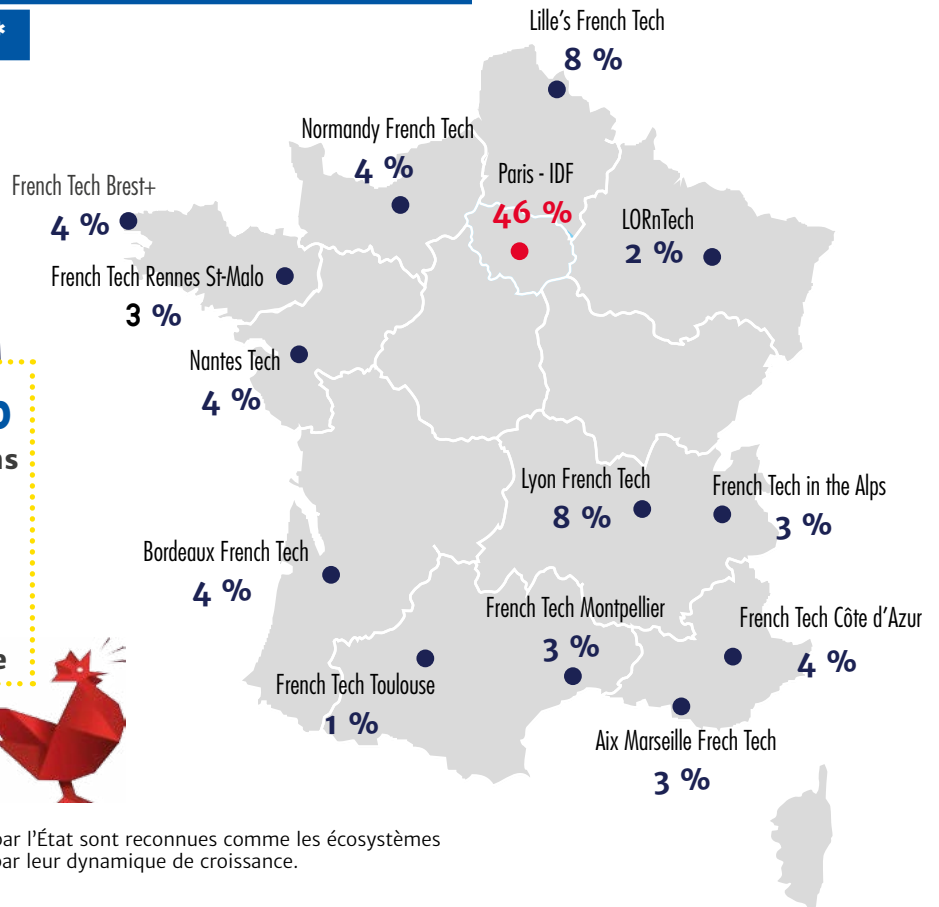 *
Lille's French Tech
8 %
Normandy French Tech
4 %
Paris - IDF
46 %
French Tech Brest+
4 %
LORnTech
2 %
French Tech Rennes St-Malo
3 %
Nantes Tech
4 %
Lyon French Tech
8 %
French Tech in the Alps
3 %
Bordeaux French Tech
4 %
French Tech Montpellier
3 %
French Tech Côte d'Azur
4 %
French Tech Toulouse
1 %
Aix Marseille Frech Tech
3 %
par l'État sont reconnues comme les écosystèmes
par leur dynamique de croissance.